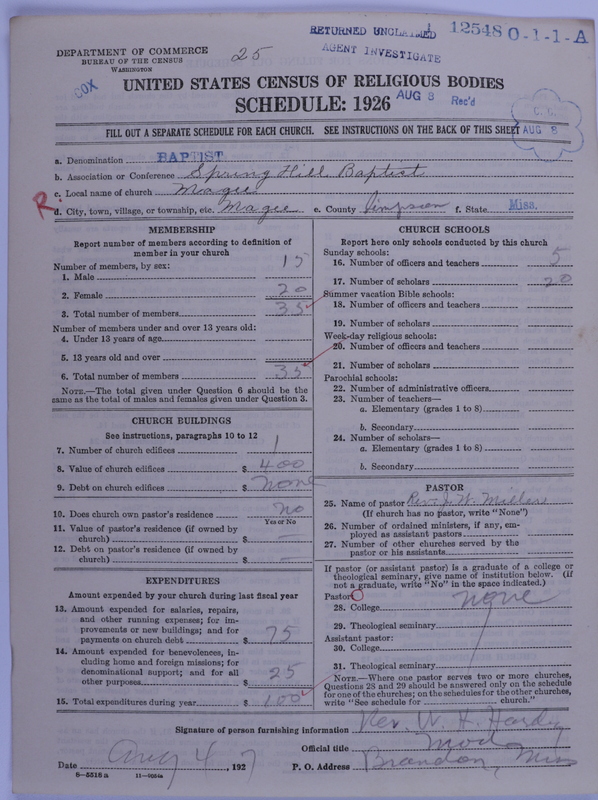 RETURNED UNCLAIMED
AGENT INVESTIGATE
12548 0-1-1-A
DEPARTMENT OF COMMERCE
BUREAU OF THE CENSUS
WASHINGTON
25
COX
UNITED STATES CENSUS OF RELIGIOUS BODIES
SCHEDULE: 1926
AUG 8 Rec'd
FILL OUT A SEPARATE SCHEDULE FOR EACH CHURCH. SEE INSTRUCTIONS ON THE BACK OF THIS SHEET
AUG 8
a. Denomination BAPTIST
b. Association or Conference Spring Hill Baptist
c. Local name of church Magee
R. d. City, town, village, or township, etc. Magee e. County Simpson f. State Miss.
MEMBERSHIP
Report number of members according to definition of
member in your church
Number of members, by sex:
1. Male 15
2. Female 20
3. Total number of members 35
Number of members under and over 13 years old:
4. Under 13 years of age
5. 13 years old and over
6. Total number of members 35
NOTE.—The total given under Question 6 should be the
same as the total of males and females given under Question 3.
CHURCH BUILDINGS
See instructions, paragraphs 10 to 12
7. Number of church edifices 1
8. Value of church edifices $ 400
9. Debt on church edifices $ none
10. Does church own pastor's residence no
Yes or No
11. Value of pastor's residence (if owned by
church) $ —
12. Debt on pastor's residence (if owned by
church) $ —
EXPENDITURES
Amount expended by your church during last fiscal year
13. Amount expended for salaries, repairs,
and other running expenses; for im-
provements or new buildings; and for
payments on church debt $ 75
14. Amount expended for benevolences, in-
cluding home and foreign missions; for
denominational support; and for all
other purposes $ 25
15. Total expenditures during year $ 100
CHURCH SCHOOLS
Report here only schools conducted by this church
Sunday schools:
16. Number of officers and teachers 5
17. Number of scholars 20
Summer vacation Bible schools:
18. Number of officers and teachers
19. Number of scholars
Week-day religious schools:
20. Number of officers and teachers
21. Number of scholars
Parochial schools:
22. Number of administrative officers
23. Number of teachers—
a. Elementary (grades 1 to 8)
b. Secondary
24. Number of scholars—
a. Elementary (grades 1 to 8)
b. Secondary
PASTOR
25. Name of pastor Rev. J. W. Miller
(If church has no pastor, write "None")
26. Number of ordained ministers, if any, em-
ployed as assistant pastors
27. Number of other churches served by the
pastor or his assistants
If pastor (or assistant pastor) is a graduate of a college or
theological seminary, give name of institution below. (If
not a graduate, write "No" in the space indicated.)
Pastor
28. College none
29. Theological seminary
Assistant pastor:
30. College
31. Theological seminary
NOTE.—Where one pastor serves two or more churches,
Questions 28 and 29 should be answered only on the schedule
for one of the churches; on the schedules for the other churches,
write "See schedule for church."
Signature of person furnishing information Rev. W. H. Hardy
Official title Mod
Date Aug 4, 1927 P. O. Address Brandon, Miss
8—5518 a